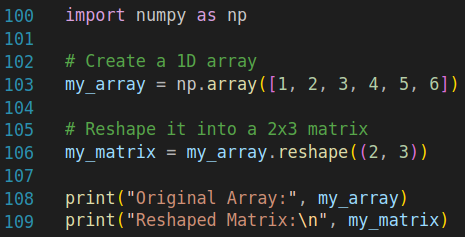 100 import numpy as np
101
102 # Create a 1D array
103 my_array = np.array([1, 2, 3, 4, 5, 6])
104
105 # Reshape it into a 2x3 matrix
106 my_matrix = my_array.reshape((2, 3))
107
108 print("Original Array:", my_array)
109 print("Reshaped Matrix:\n", my_matrix)